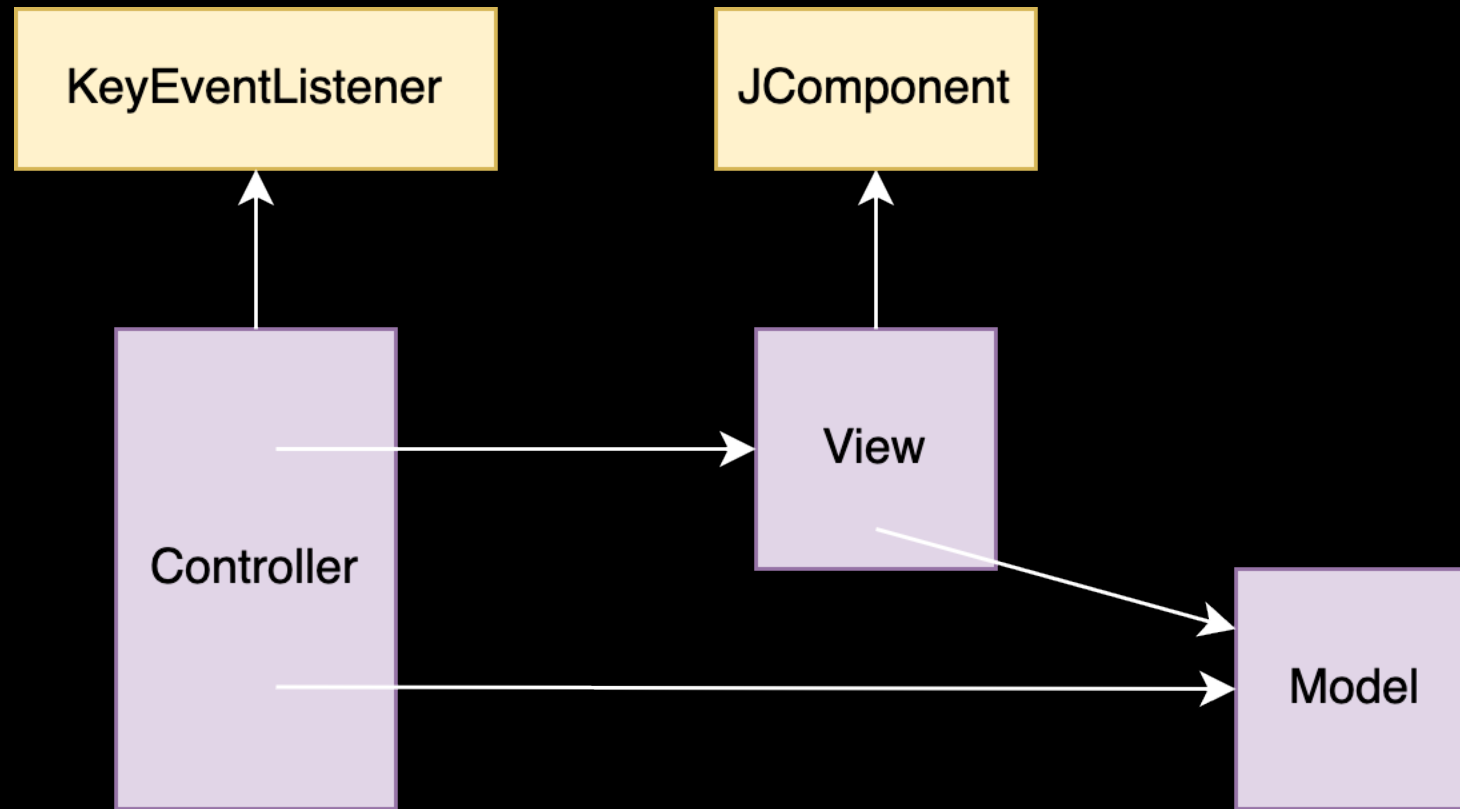 KeyEventListener
JComponent
View
Controller
Model